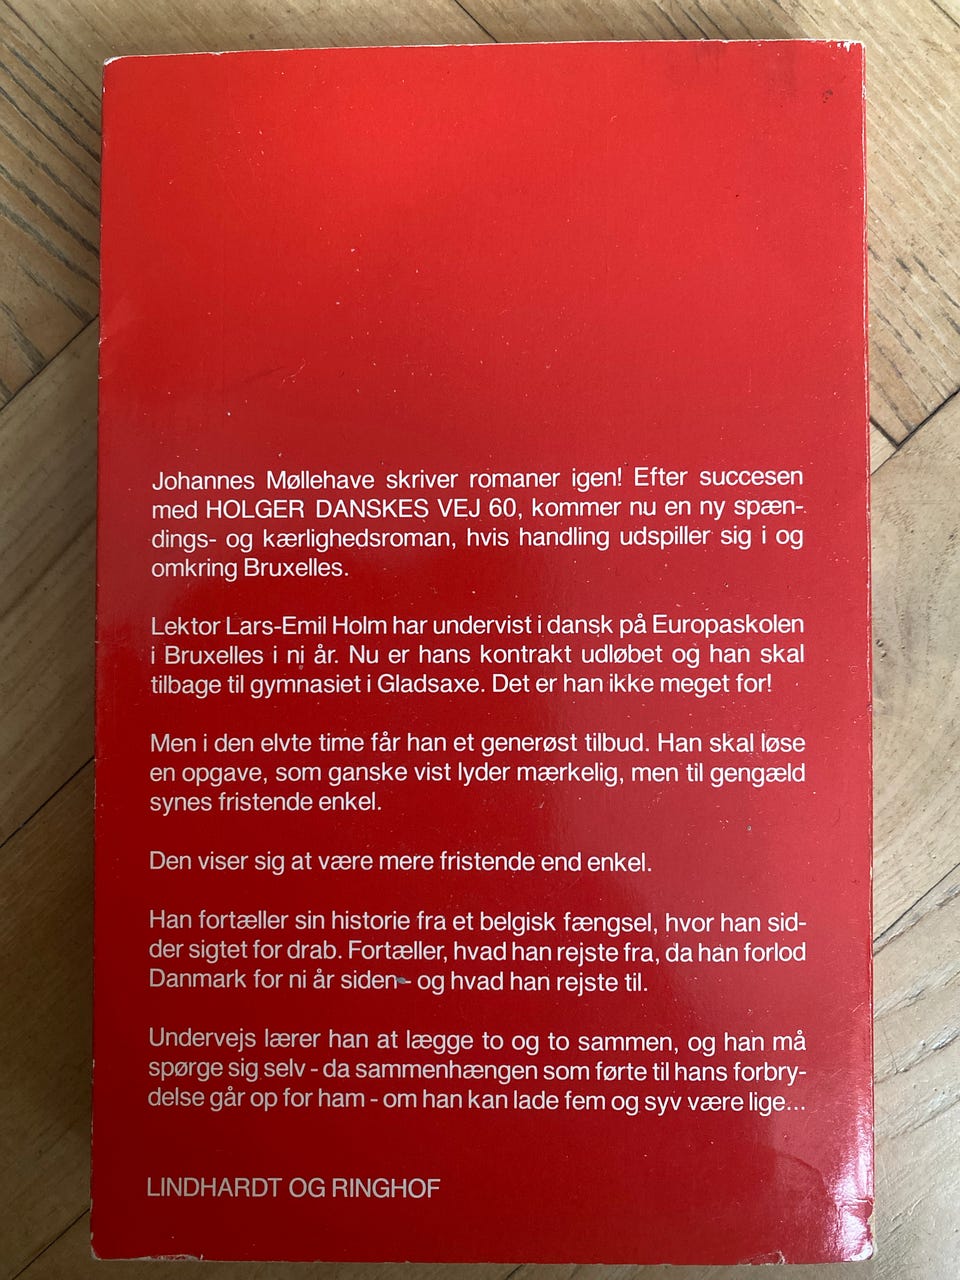 Johannes Møllehave skriver romaner igen! Efter succesen
med HOLGER DANSKES VEJ 60, kommer nu en ny spæn-
dings- og kærlighedsroman, hvis handling udspiller sig i og
omkring Bruxelles.
Lektor Lars-Emil Holm har undervist i dansk på Europaskolen
i Bruxelles i ni år. Nu er hans kontrakt udløbet og han skal
tilbage til gymnasiet i Gladsaxe. Det er han ikke meget for!
Men i den elvte time får han et generøst tilbud. Han skal løse
en opgave, som ganske vist lyder mærkelig, men til gengæld
synes fristende enkel.
Den viser sig at være mere fristende end enkel.
Han fortæller sin historie fra et belgisk fængsel, hvor han sid-
der sigtet for drab. Fortæller, hvad han rejste fra, da han forlod
Danmark for ni år siden - og hvad han rejste til.
Undervejs lærer han at lægge to og to sammen, og han må
spørge sig selv - da sammenhængen som førte til hans forbry-
delse går op for ham - om han kan lade fem og syv være lige...
LINDHARDT OG RINGHOF